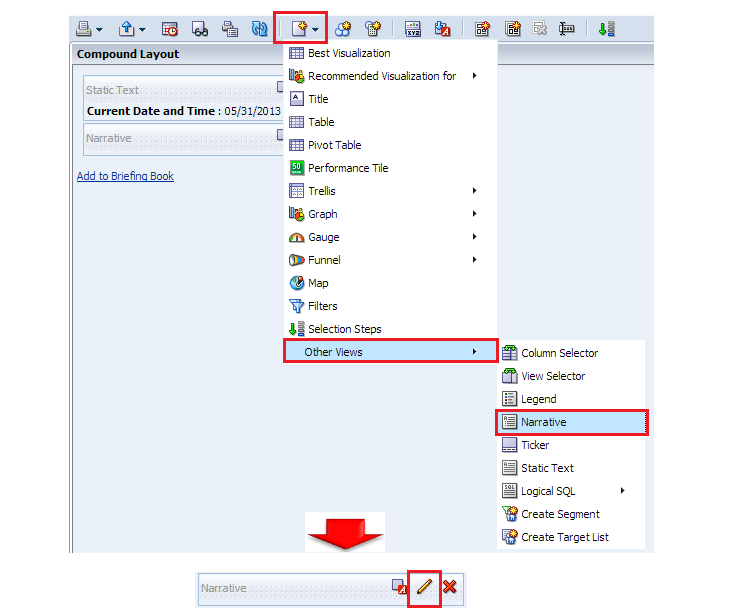 Compound Layout
Static Text
Current Date and Time : 05/31/2013
Narrative
Add to Briefing Book
Best Visualization
Recommended Visualization for
Title
Table
Pivot Table
Performance Tile
Trellis
Graph
Gauge
Funnel
Map
Filters
Selection Steps
Other Views
Column Selector
View Selector
Legend
Narrative
Ticker
Static Text
Logical SQL
Create Segment
Create Target List
Narrative